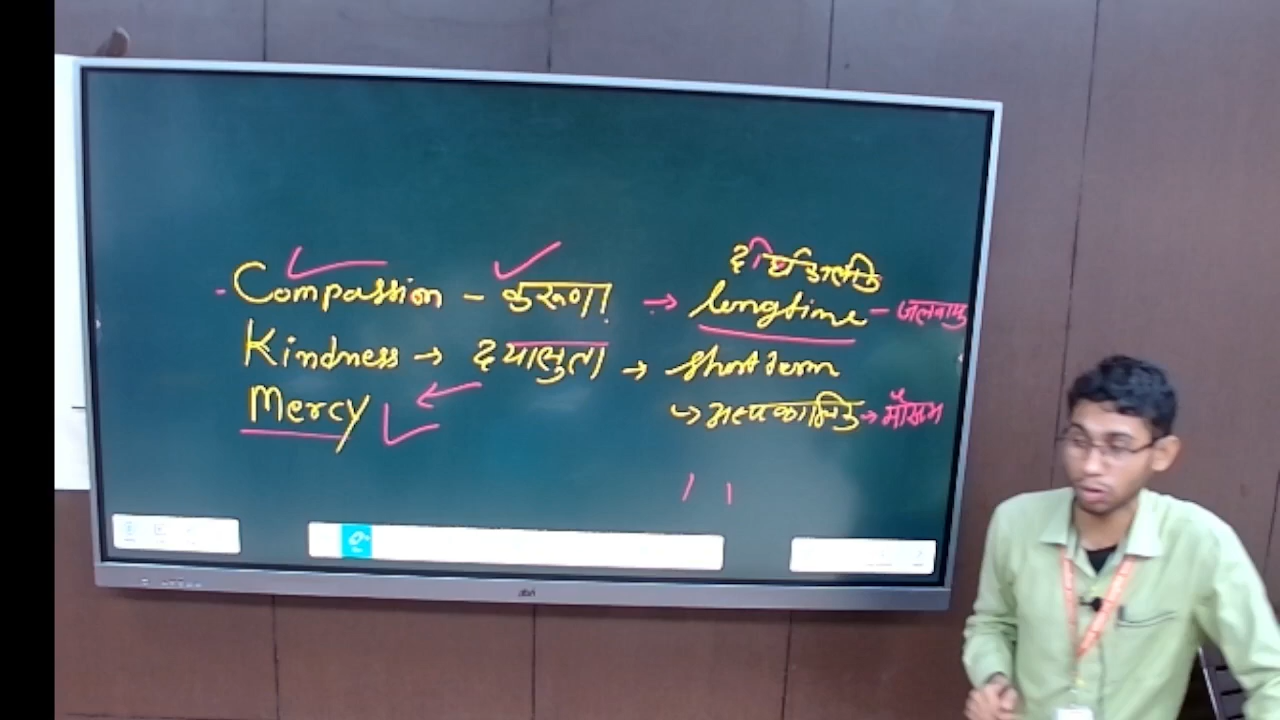 दीर्घकालीक
Compassion - करूणा → longtime - जलवायु
Kindness → दयालुता → short term
Mercy ↳ अल्पकालिक → मौसम